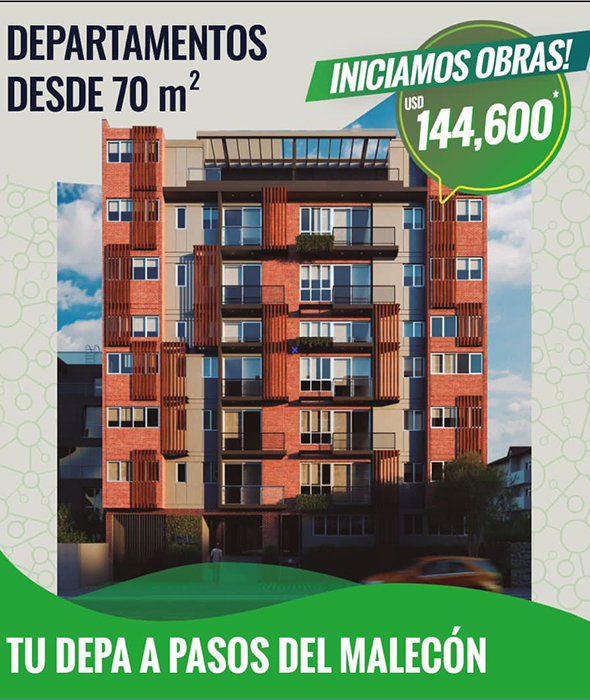 DEPARTAMENTOS
DESDE 70 m²
INICIAMOS OBRAS!
USD
144,600*
TU DEPA A PASOS DEL MALECÓN